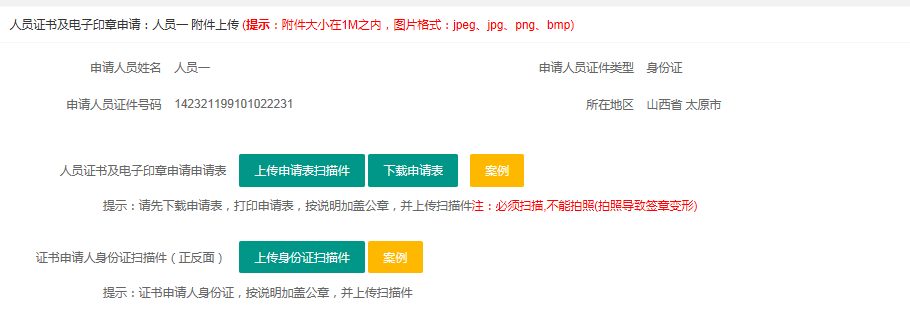 人员证书及电子印章申请：人员一 附件上传 (提示：附件大小在1M之内，图片格式：jpeg、jpg、png、bmp)
申请人员姓名 人员一 申请人员证件类型 身份证
申请人员证件号码 142321199101022231 所在地区 山西省 太原市
人员证书及电子印章申请申请表 上传申请表扫描件 下载申请表 案例
提示：请先下载申请表，打印申请表，按说明加盖公章，并上传扫描件注：必须扫描,不能拍照(拍照导致签章变形)
证书申请人身份证扫描件（正反面） 上传身份证扫描件 案例
提示：证书申请人身份证，按说明加盖公章，并上传扫描件